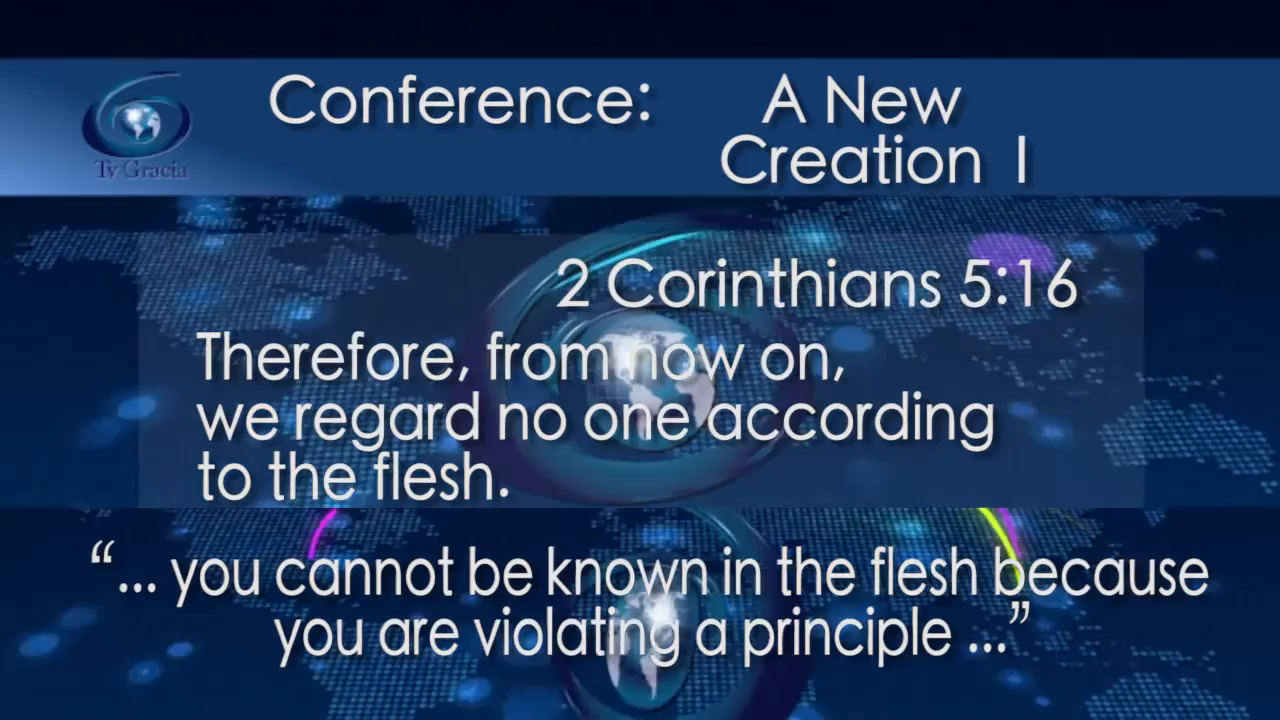 Conference: A New
Creation I
Tv Gracia
2 Corinthians 5:16
Therefore, from now on,
we regard no one according
to the flesh.
“... you cannot be known in the flesh because
you are violating a principle ...”